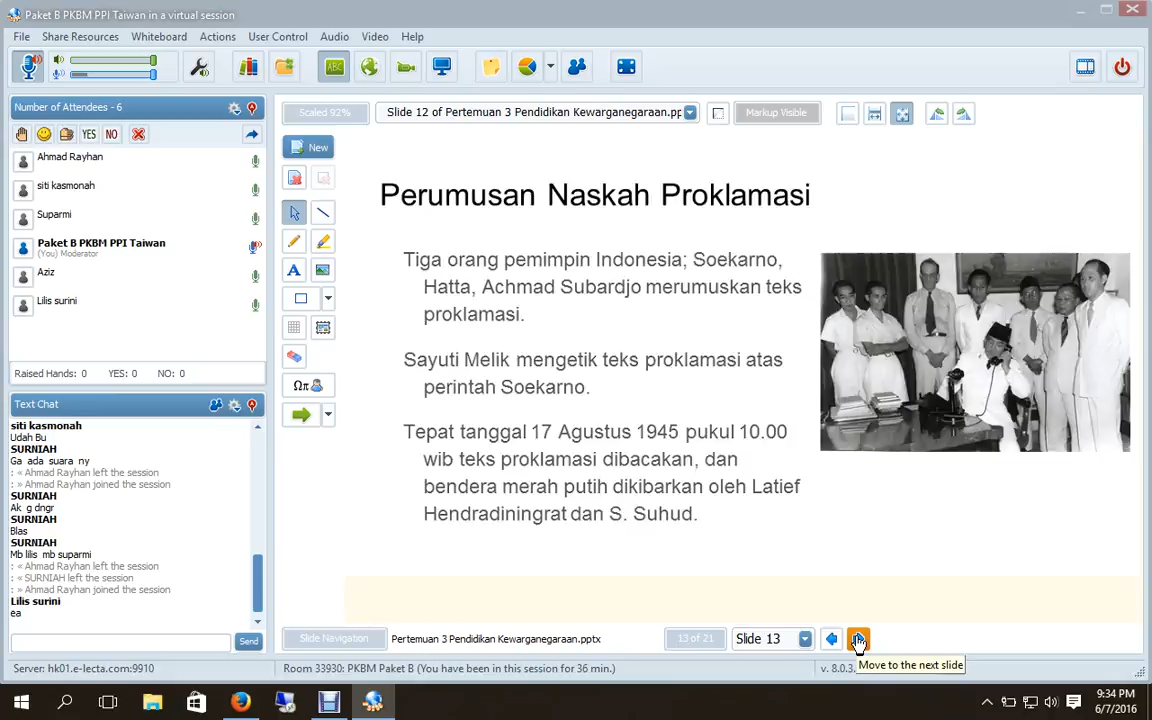 Paket B PKBM PPI Taiwan in a virtual session
File Share Resources Whiteboard Actions User Control Audio Video Help
ABC
Number of Attendees - 6
YES NO
Ahmad Rayhan
siti kasmonah
Suparmi
Paket B PKBM PPI Taiwan
(You) Moderator
Aziz
Lilis surini
Raised Hands: 0 YES: 0 NO: 0
Text Chat
siti kasmonah
Udah Bu
SURNIAH
Ga ada suara ny
: « Ahmad Rayhan left the session
: » Ahmad Rayhan joined the session
SURNIAH
Ak g dngr
SURNIAH
Blas
SURNIAH
Mb lilis mb suparmi
: « Ahmad Rayhan left the session
: « SURNIAH left the session
: » Ahmad Rayhan joined the session
Lilis surini
ea
Send
Scaled 92%
Slide 12 of Pertemuan 3 Pendidikan Kewarganegaraan.pp
Markup Visible
New
A
Ωπ
Perumusan Naskah Proklamasi
Tiga orang pemimpin Indonesia; Soekarno,
Hatta, Achmad Subardjo merumuskan teks
proklamasi.
Sayuti Melik mengetik teks proklamasi atas
perintah Soekarno.
Tepat tanggal 17 Agustus 1945 pukul 10.00
wib teks proklamasi dibacakan, dan
bendera merah putih dikibarkan oleh Latief
Hendradiningrat dan S. Suhud.
Slide Navigation
Pertemuan 3 Pendidikan Kewarganegaraan.pptx
13 of 21
Slide 13
Move to the next slide
Server: hk01.e-lecta.com:9910
Room 33930: PKBM Paket B (You have been in this session for 36 min.)
v. 8.0.3.
9:34 PM
6/7/2016